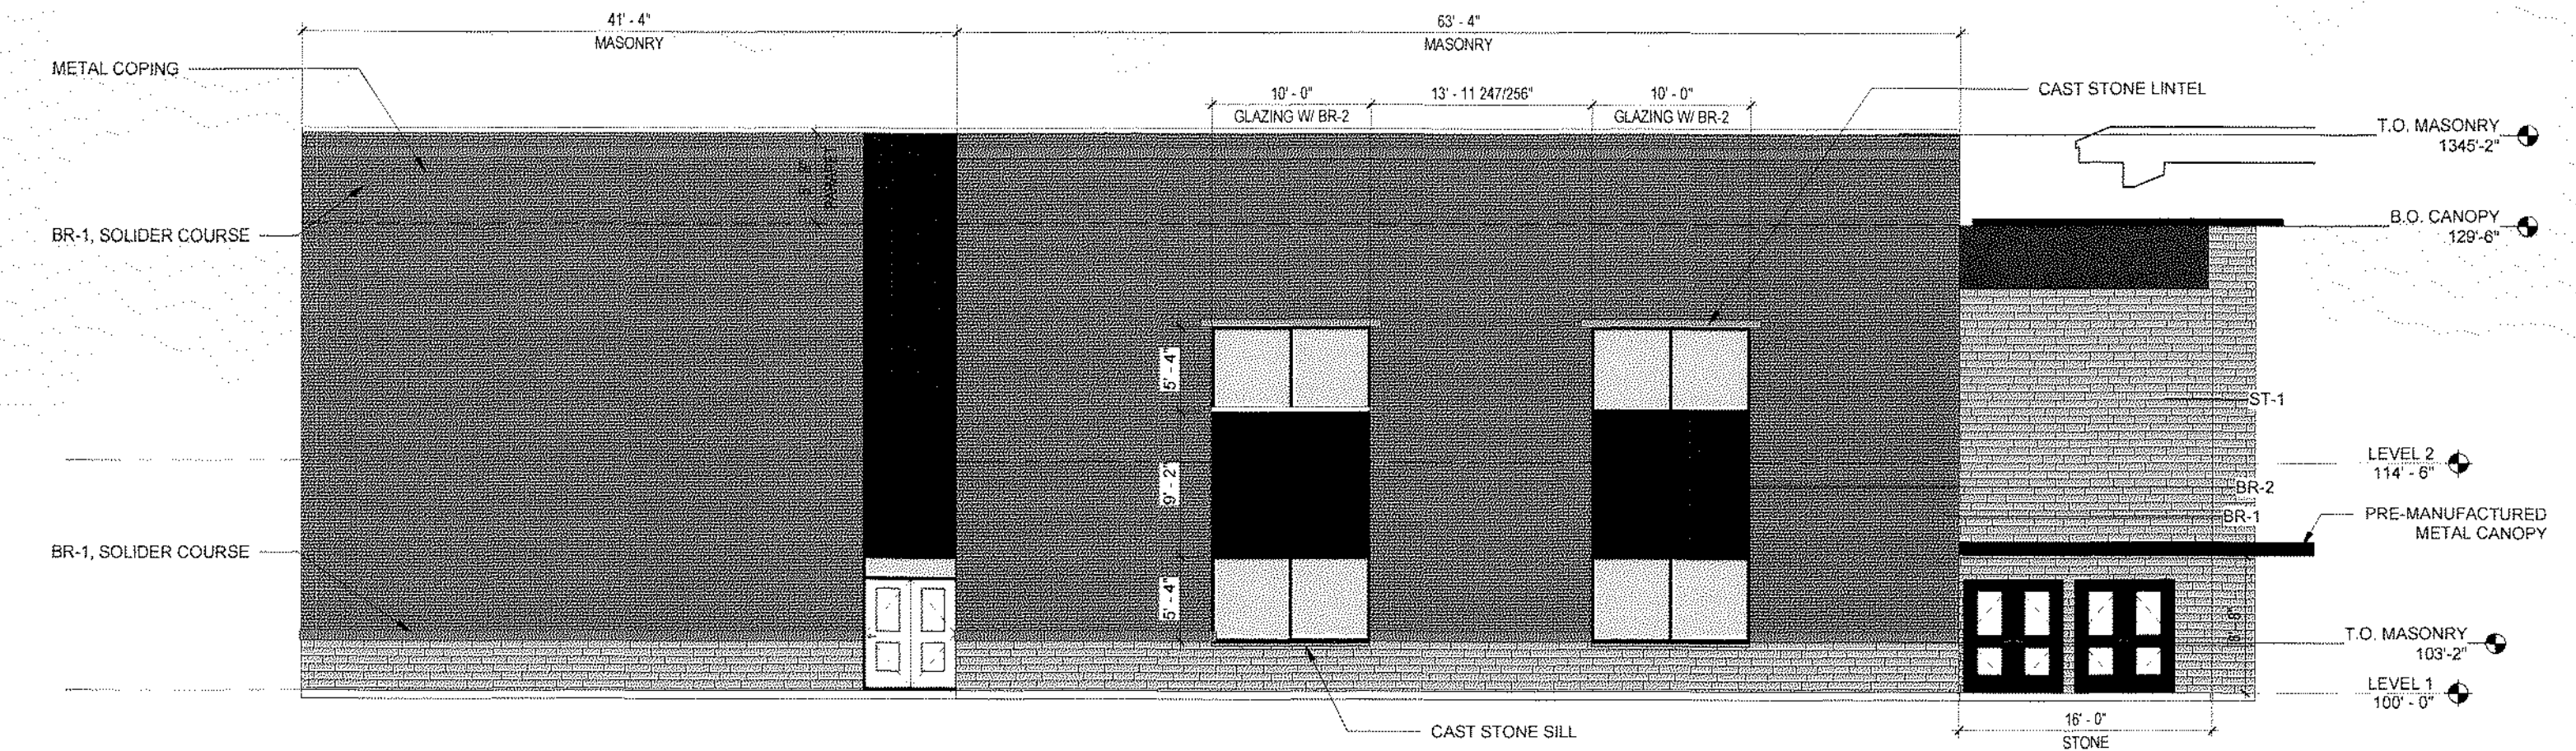 41' - 4"
MASONRY
63' - 4"
MASONRY
METAL COPING
10' - 0"
GLAZING W/ BR-2
13' - 11 247/256"
10' - 0"
GLAZING W/ BR-2
CAST STONE LINTEL
T.O. MASONRY
1345'-2"
PARAPET
BR-1, SOLIDER COURSE
B.O. CANOPY
129'-6"
5' - 4"
ST-1
LEVEL 2
114' - 6"
9' - 2"
BR-2
BR-1
PRE-MANUFACTURED
METAL CANOPY
BR-1, SOLIDER COURSE
5' - 4"
T.O. MASONRY
103'-2"
LEVEL 1
100' - 0"
16' - 0"
STONE
CAST STONE SILL